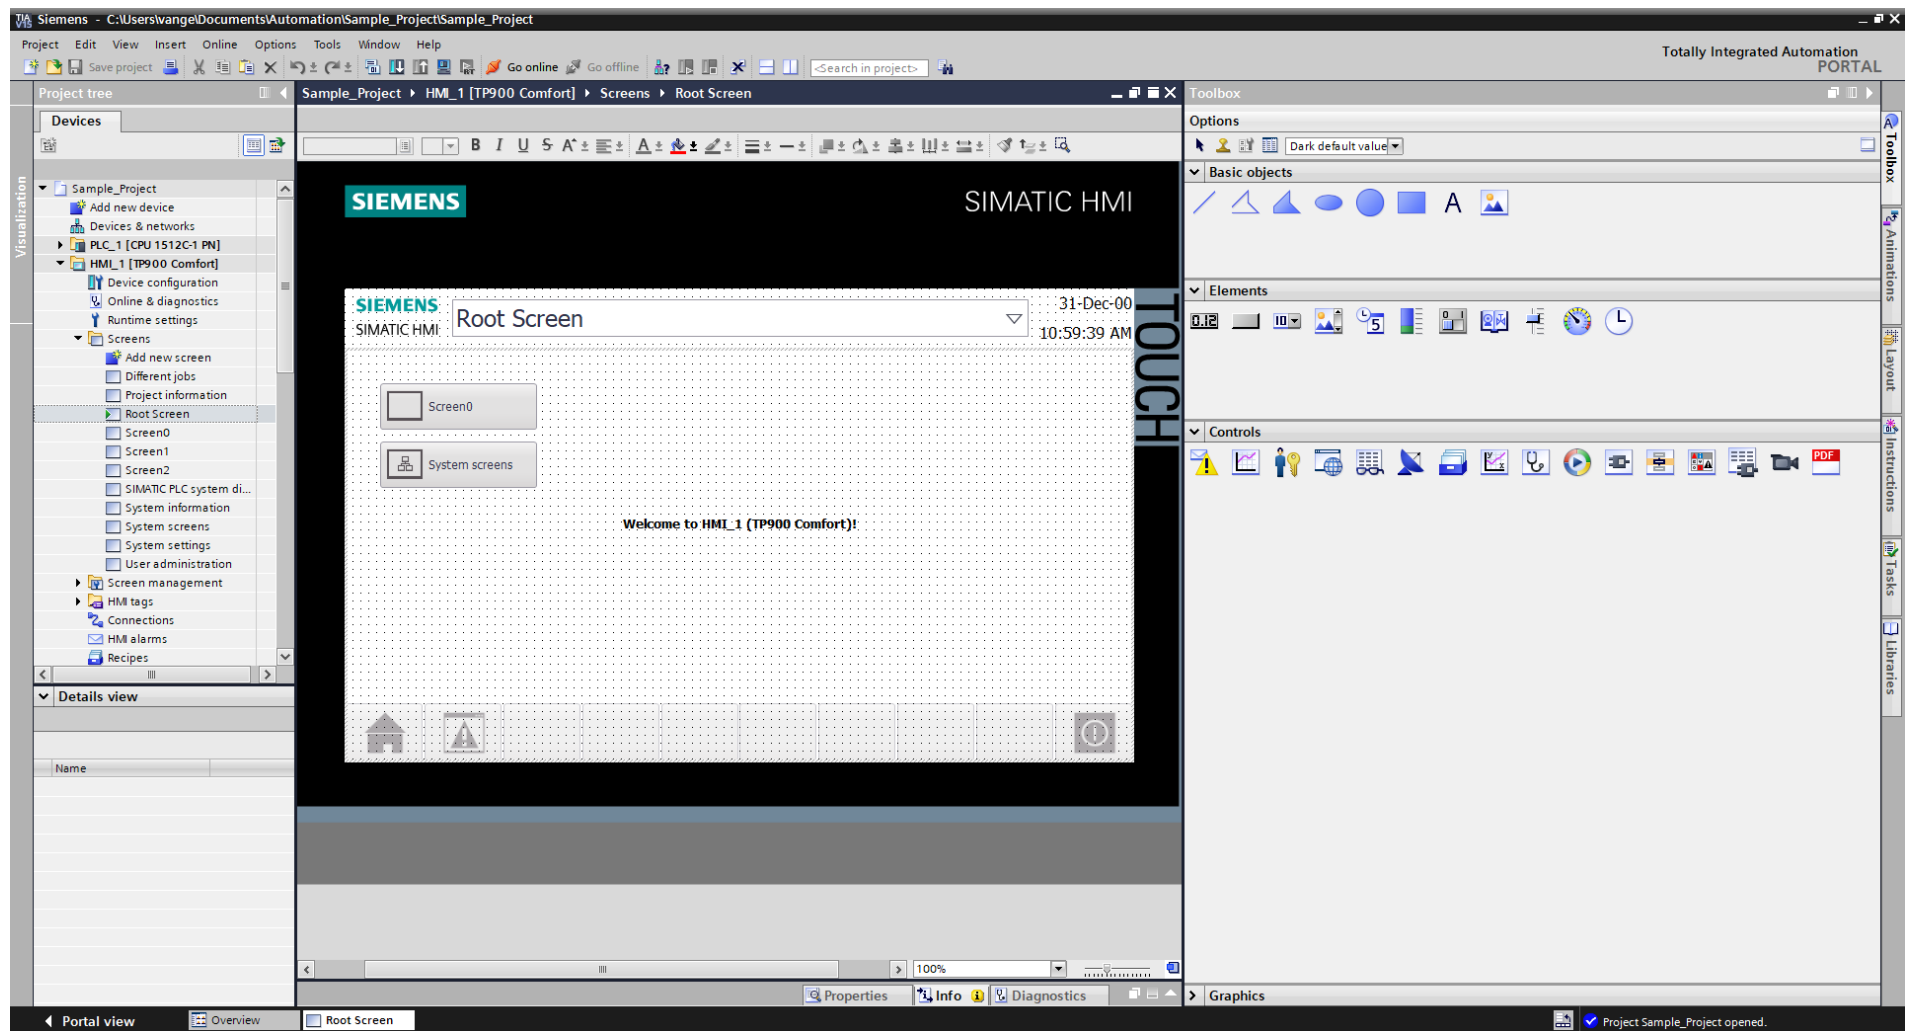 Siemens - C:\Users\vange\Documents\Automation\Sample_Project\Sample_Project
Project Edit View Insert Online Options Tools Window Help
Totally Integrated Automation
PORTAL
Save project Go online Go offline <Search in project>
Project tree
Sample_Project HMI_1 [TP900 Comfort] Screens Root Screen
Toolbox
Devices
Options
B I U S A A
Dark default value
Visualization
Sample_Project
Add new device
Devices & networks
PLC_1 [CPU 1512C-1 PN]
HMI_1 [TP900 Comfort]
Device configuration
Online & diagnostics
Runtime settings
Screens
Add new screen
Different jobs
Project information
Root Screen
Screen0
Screen1
Screen2
SIMATIC PLC system di...
System information
System screens
System settings
User administration
Screen management
HMI tags
Connections
HMI alarms
Recipes
Details view
Name
SIEMENS
SIMATIC HMI
SIEMENS
SIMATIC HMI
Root Screen
31-Dec-00
10:59:39 AM
TOUCH
Screen0
System screens
Welcome to HMI_1 (TP900 Comfort)!
100%
Properties Info Diagnostics
Basic objects
A
Elements
0.12
10
5
Controls
PDF
Graphics
Toolbox
Animations
Layout
Instructions
Tasks
Libraries
Portal view Overview Root Screen
Project Sample_Project opened.